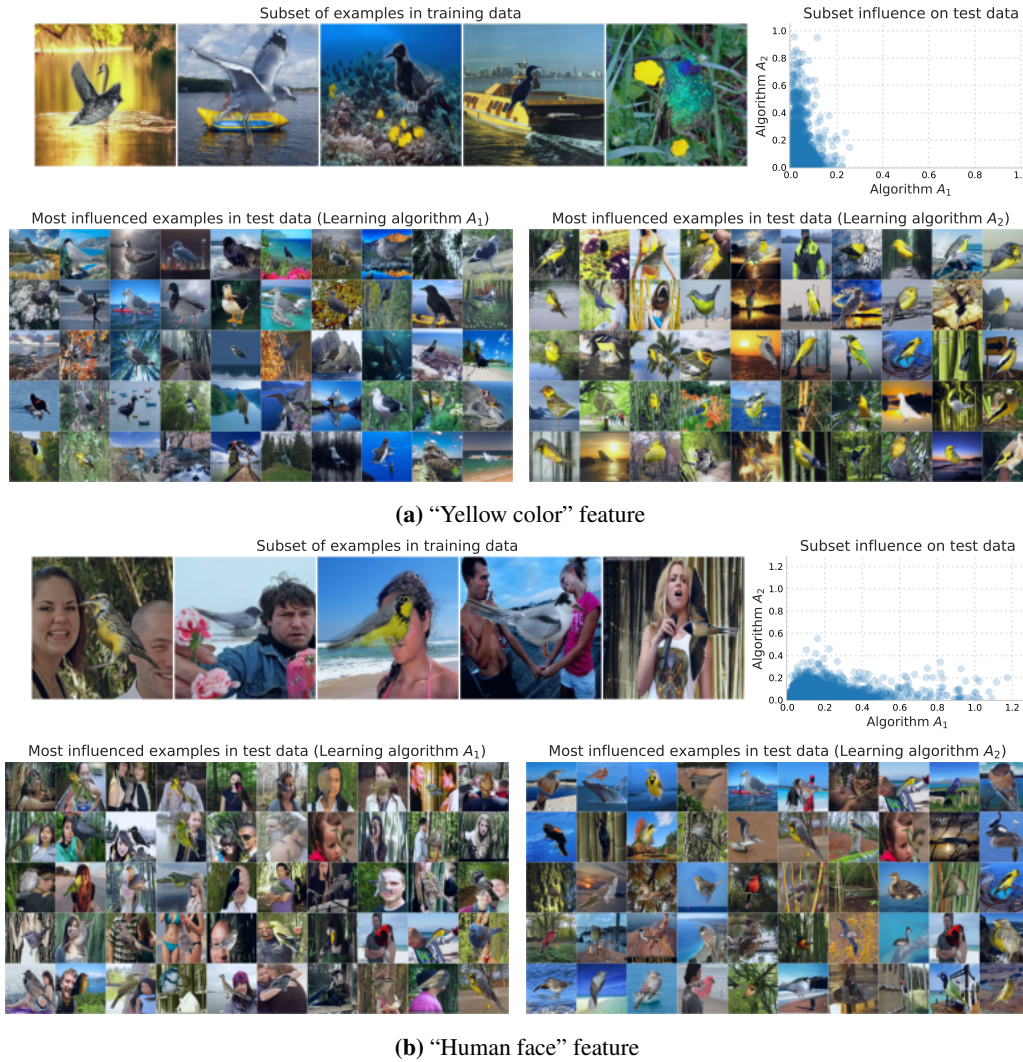 Subset of examples in training data
Subset influence on test data
1.0
0.8
0.6
0.4
0.2
0.0
Algorithm A₂
0.0 0.2 0.4 0.6 0.8 1.
Algorithm A₁
Most influenced examples in test data (Learning algorithm A₁)
Most influenced examples in test data (Learning algorithm A₂)
(a) “Yellow color” feature
Subset of examples in training data
Subset influence on test data
1.2
1.0
0.8
0.6
0.4
0.2
0.0
Algorithm A₂
0.0 0.2 0.4 0.6 0.8 1.0 1.2
Algorithm A₁
Most influenced examples in test data (Learning algorithm A₁)
Most influenced examples in test data (Learning algorithm A₂)
(b) “Human face” feature